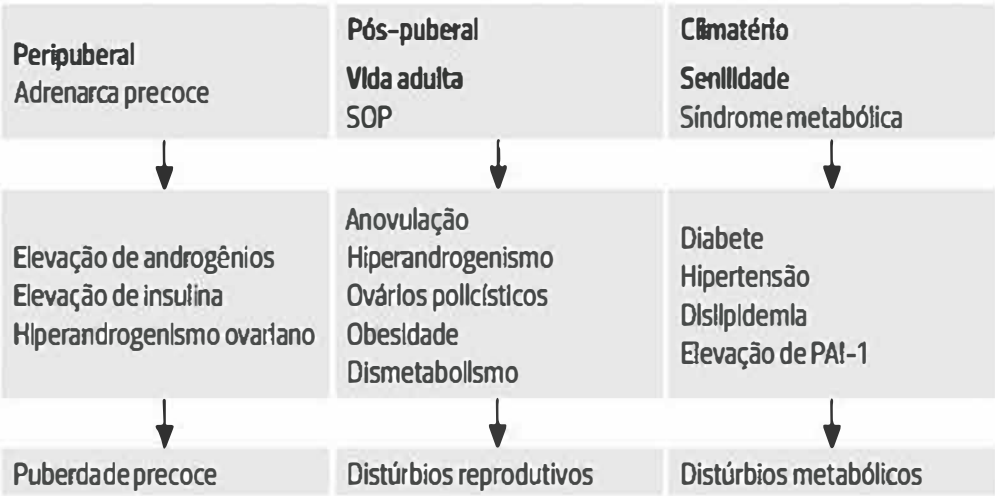 Peripuberal
Adrenarca precoce
Pós-puberal
Vida adulta
SOP
Climatério
Senilidade
Síndrome metabólica
Elevação de androgênios
Elevação de insulina
Hiperandrogenismo ovariano
Anovulação
Hiperandrogenismo
Ovários policísticos
Obesidade
Dismetabolismo
Diabete
Hipertensão
Dislipidemia
Elevação de PAI-1
Puberdade precoce
Distúrbios reprodutivos
Distúrbios metabólicos